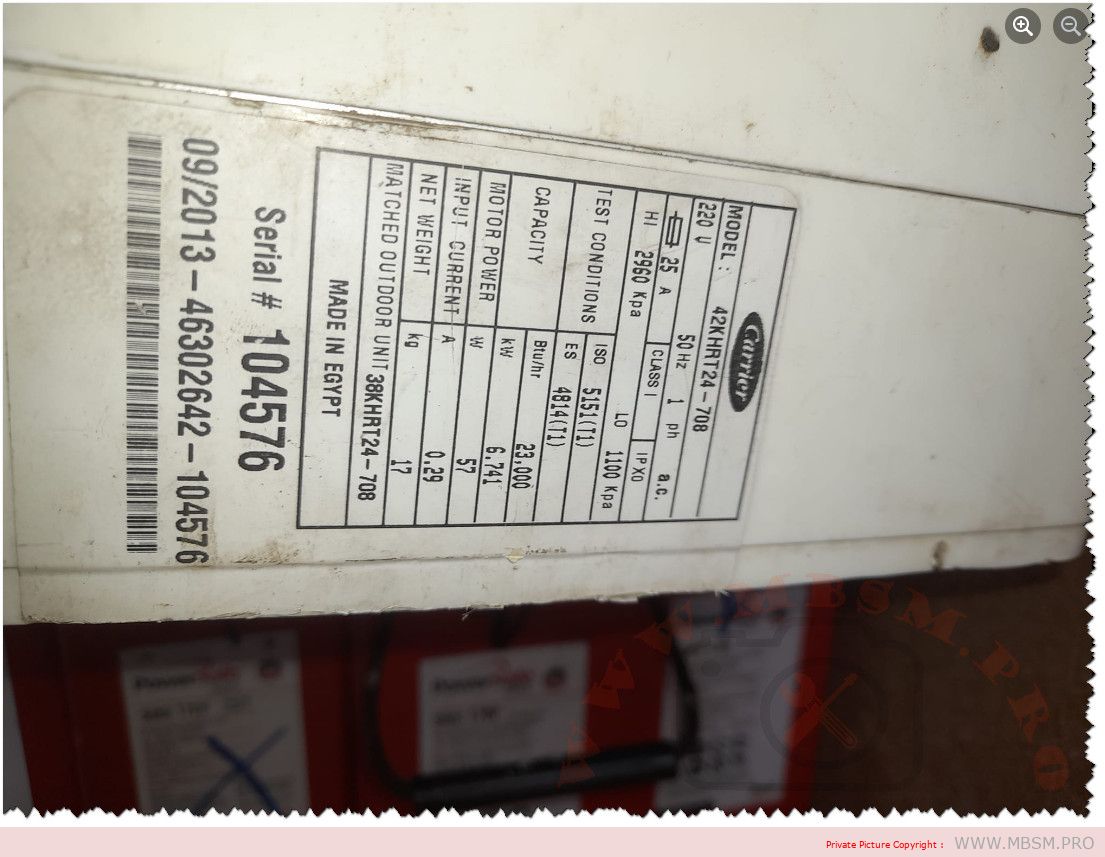 Carrier
MODEL : 42KHRT24-708
220 V 50 Hz 1 ph a.c.
25 A CLASS I IP X0
HI 2960 Kpa LO 1100 Kpa
TEST CONDITIONS ISO 5151(T1)
ES 4814(T1)
CAPACITY Btu/hr 23,000
kW 6.741
MOTOR POWER W 57
INPUT CURRENT A 0.29
NET WEIGHT kg 17
MATCHED OUTDOOR UNIT 38KHRT24-708
MADE IN EGYPT
Serial # 104576
09/2013-46302642-104576
WWW.MBSM.PRO
Private Picture Copyright : WWW.MBSM.PRO